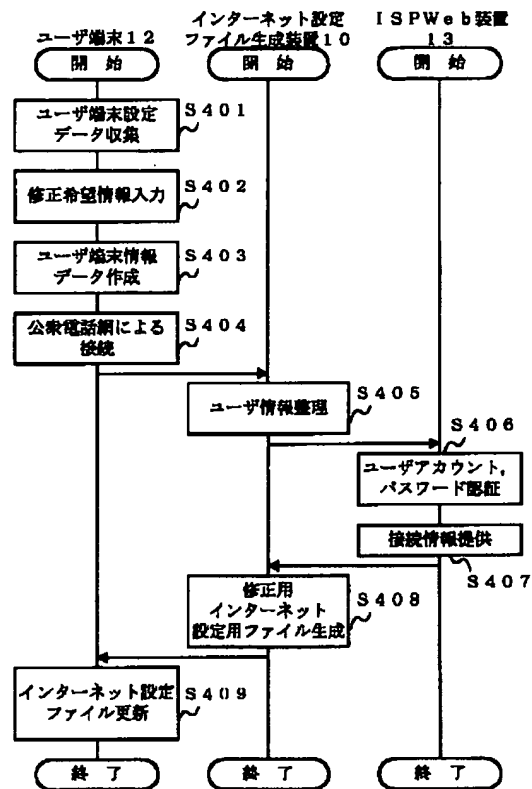 ユーザ端末12
インターネット設定
ファイル生成装置10
ISPWeb装置
13
開 始
開 始
開 始
ユーザ端末設定
データ収集
S401
修正希望情報入力
S402
ユーザ端末情報
データ作成
S403
公衆電話網による
接続
S404
ユーザ情報整理
S405
S406
ユーザアカウント,
パスワード認証
接続情報提供
S407
修正用
インターネット
設定用ファイル生成
S408
インターネット設定
ファイル更新
S409
終 了
終 了
終 了